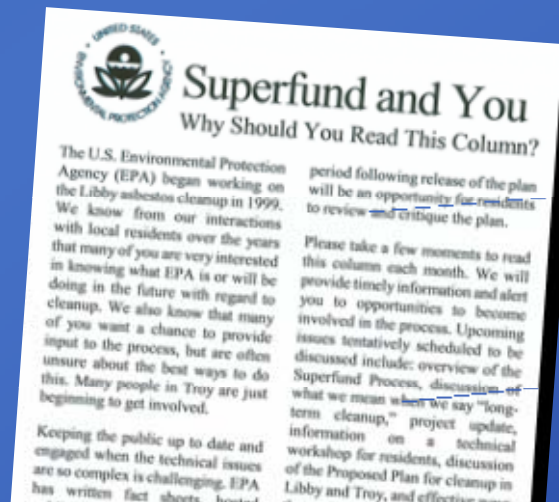 UNITED STATES
ENVIRONMENTAL PROTECTION AGENCY
Superfund and You
Why Should You Read This Column?
The U.S. Environmental Protection
Agency (EPA) began working on
the Libby asbestos cleanup in 1999.
We know from our interactions
with local residents over the years
that many of you are very interested
in knowing what EPA is or will be
doing in the future with regard to
cleanup. We also know that many
of you want a chance to provide
input to the process, but are often
unsure about the best ways to do
this. Many people in Troy are just
beginning to get involved.
Keeping the public up to date and
engaged when the technical issues
are so complex is challenging. EPA
has written fact sheets, hosted
period following release of the plan
will be an opportunity for residents
to review and critique the plan.
Please take a few moments to read
this column each month. We will
provide timely information and alert
you to opportunities to become
involved in the process. Upcoming
issues tentatively scheduled to be
discussed include: overview of the
Superfund Process, discussion of
what we mean when we say "long-
term cleanup," project update,
information on a technical
workshop for residents, discussion
of the Proposed Plan for cleanup in
Libby and Troy, and effective ways